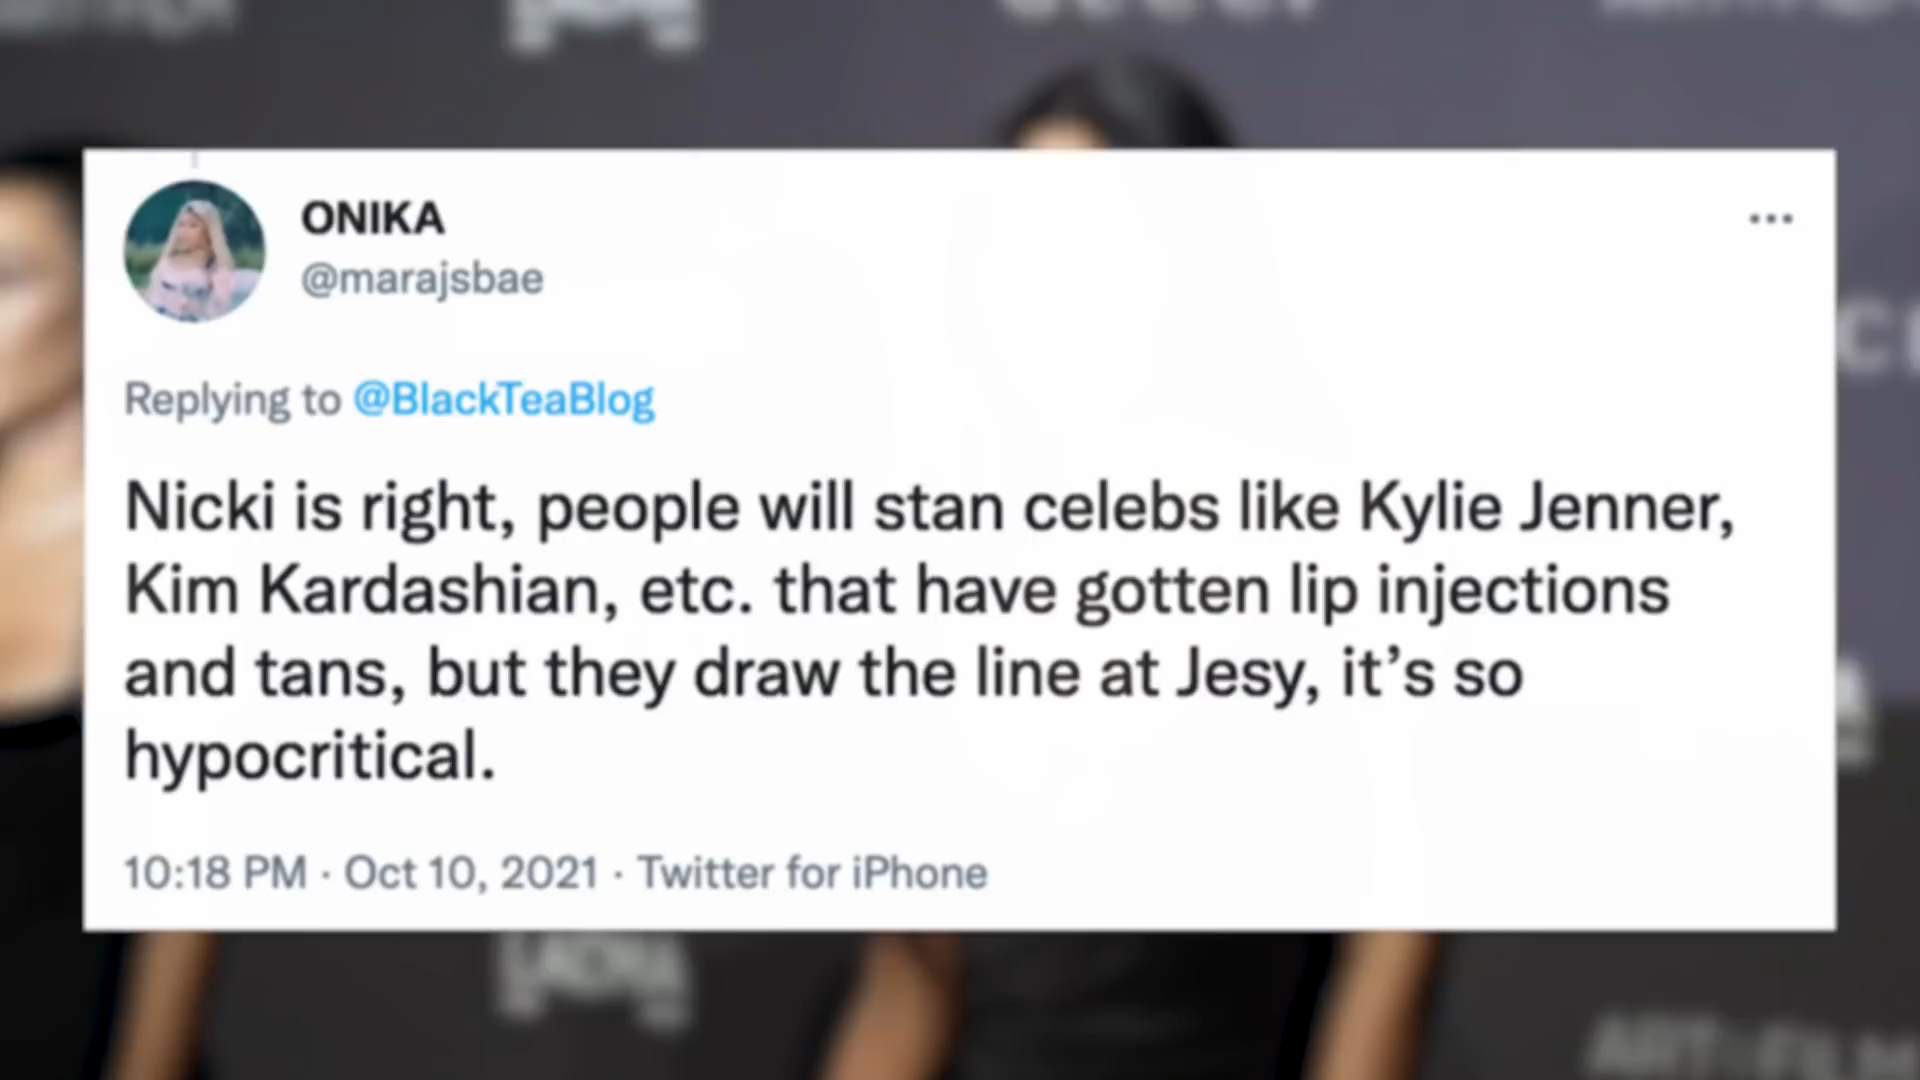 ONIKA
@marajsbae
Replying to @BlackTeaBlog
Nicki is right, people will stan celebs like Kylie Jenner,
Kim Kardashian, etc. that have gotten lip injections
and tans, but they draw the line at Jesy, it’s so
hypocritical.
10:18 PM · Oct 10, 2021 · Twitter for iPhone
ART+FILM